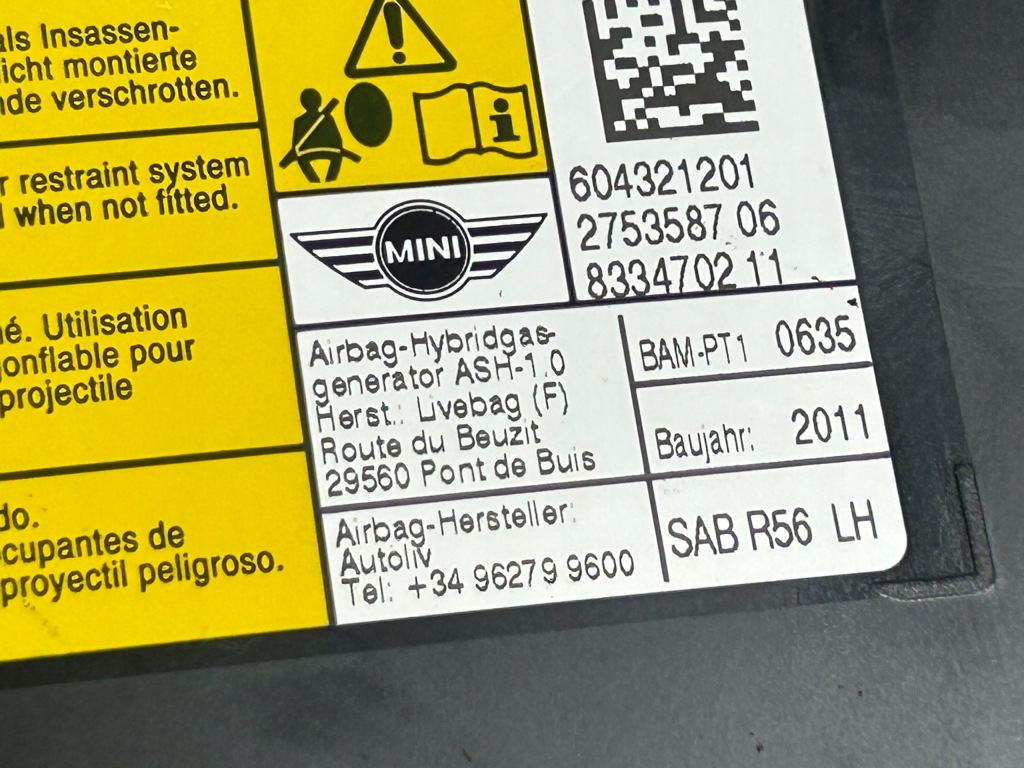 als Insassen-
nicht montierte
nde verschrotten.
r restraint system
when not fitted.
né. Utilisation
gonflable pour
projectile
do.
cupantes de
proyectil peligroso.
MINI
604321201
2753587 06
8334702 11
Airbag-Hybridgas-
generator ASH-1.0
Herst.: Livebag (F)
Route du Beuzit
29560 Pont de Buis
BAM-PT1 0635
Baujahr: 2011
Airbag-Hersteller:
Autoliv
Tel: +34 96279 9600
SAB R56 LH